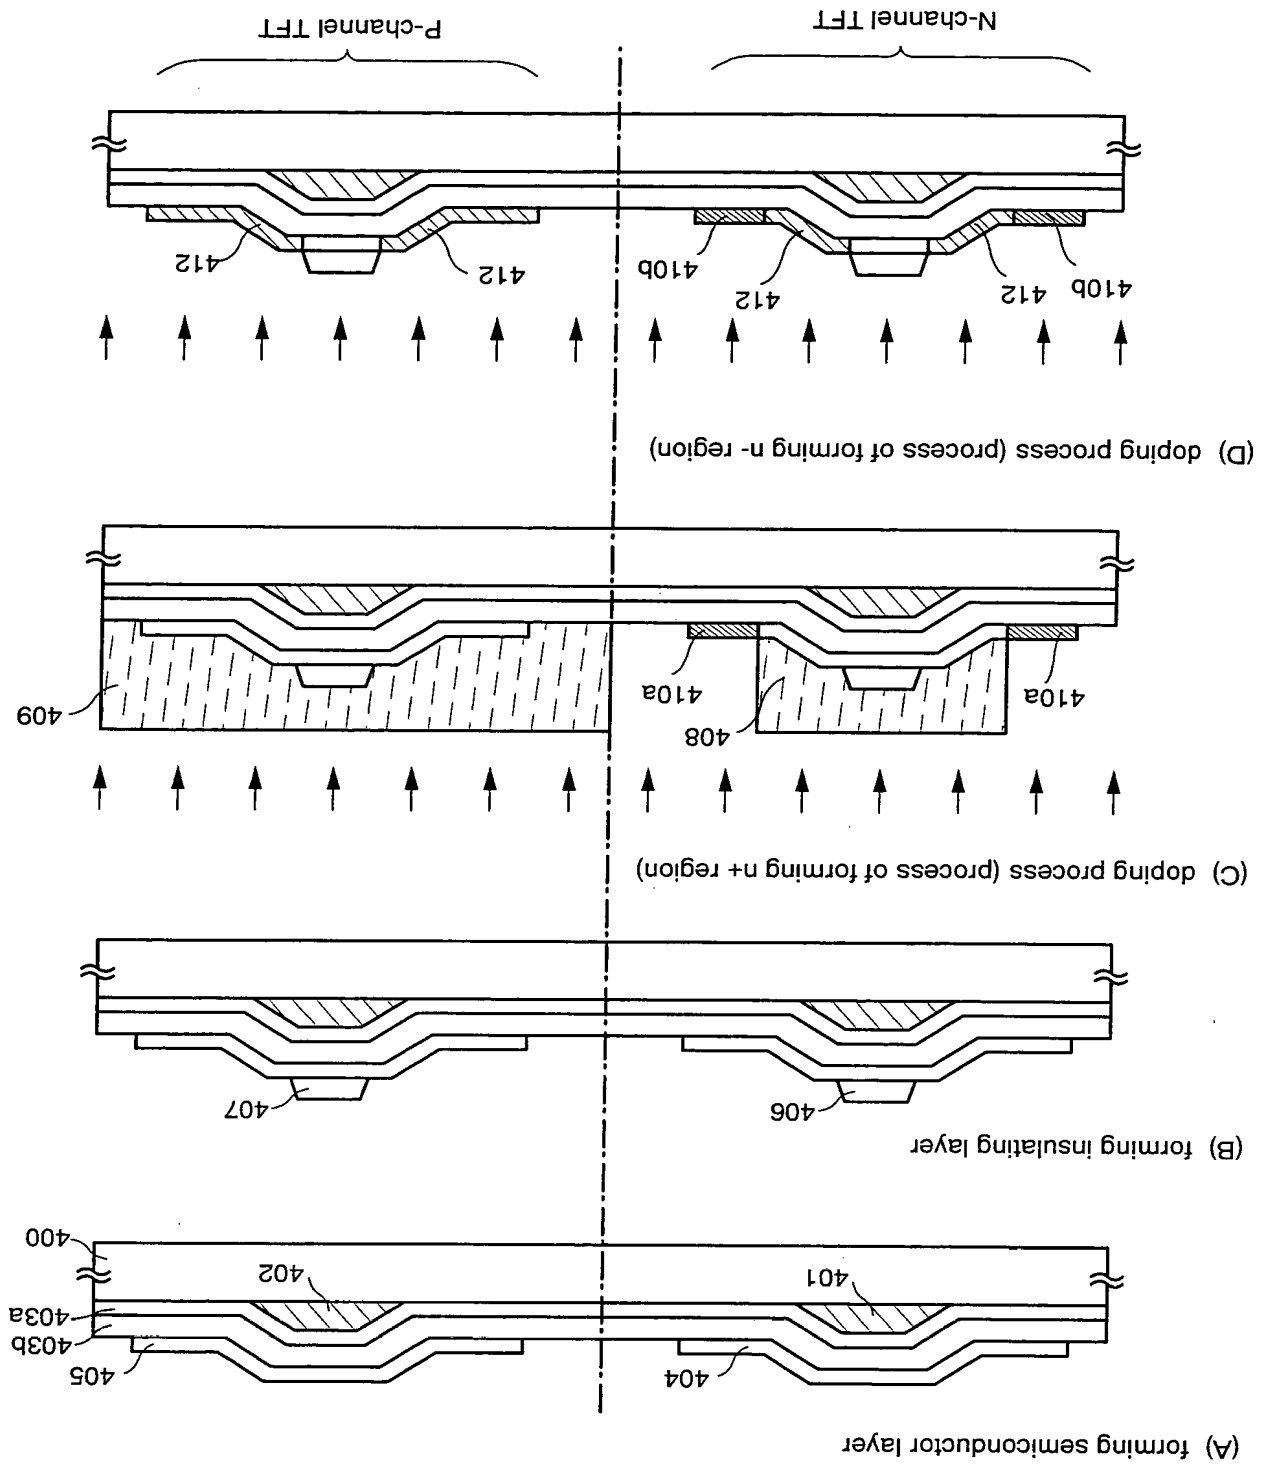 (A) forming semiconductor layer
404
405
403b
403a
401
402
400
(B) forming insulating layer
406
407
(C) doping process (process of forming n+ region)
408
409
410a
410a
(D) doping process (process of forming n- region)
410b
412
412
410b
412
412
N-channel TFT
P-channel TFT